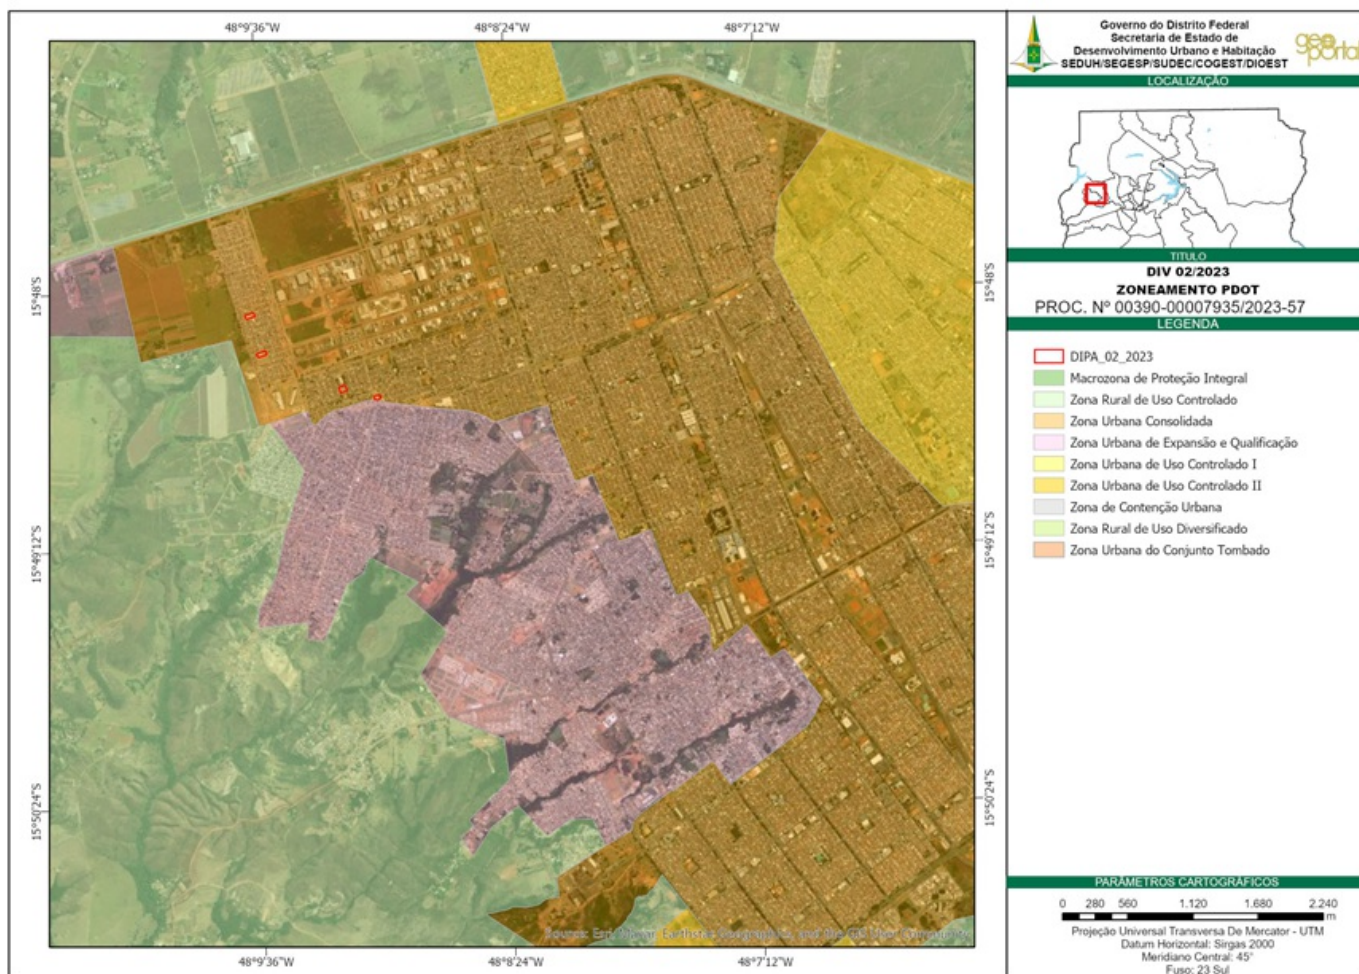 48°9'36"W
48°8'24"W
48°7'12"W
15°48'S
15°49'12"S
15°50'24"S
15°48'S
15°49'12"S
15°50'24"S
48°9'36"W
48°8'24"W
48°7'12"W
Source: Esri, Maxar, Earthstar Geographics, and the GIS User Community
Governo do Distrito Federal
Secretaria de Estado de
Desenvolvimento Urbano e Habitação
SEDUH/SEGESP/SUDEC/COGEST/DIOEST
geo
portal
LOCALIZAÇÃO
TITULO
DIV 02/2023
ZONEAMENTO PDOT
PROC. Nº 00390-00007935/2023-57
LEGENDA
DIPA_02_2023
Macrozona de Proteção Integral
Zona Rural de Uso Controlado
Zona Urbana Consolidada
Zona Urbana de Expansão e Qualificação
Zona Urbana de Uso Controlado I
Zona Urbana de Uso Controlado II
Zona de Contenção Urbana
Zona Rural de Uso Diversificado
Zona Urbana do Conjunto Tombado
PARÂMETROS CARTOGRÁFICOS
0 280 560 1.120 1.680 2.240
m
Projeção Universal Transversa De Mercator - UTM
Datum Horizontal: Sirgas 2000
Meridiano Central: 45°
Fuso: 23 Sul